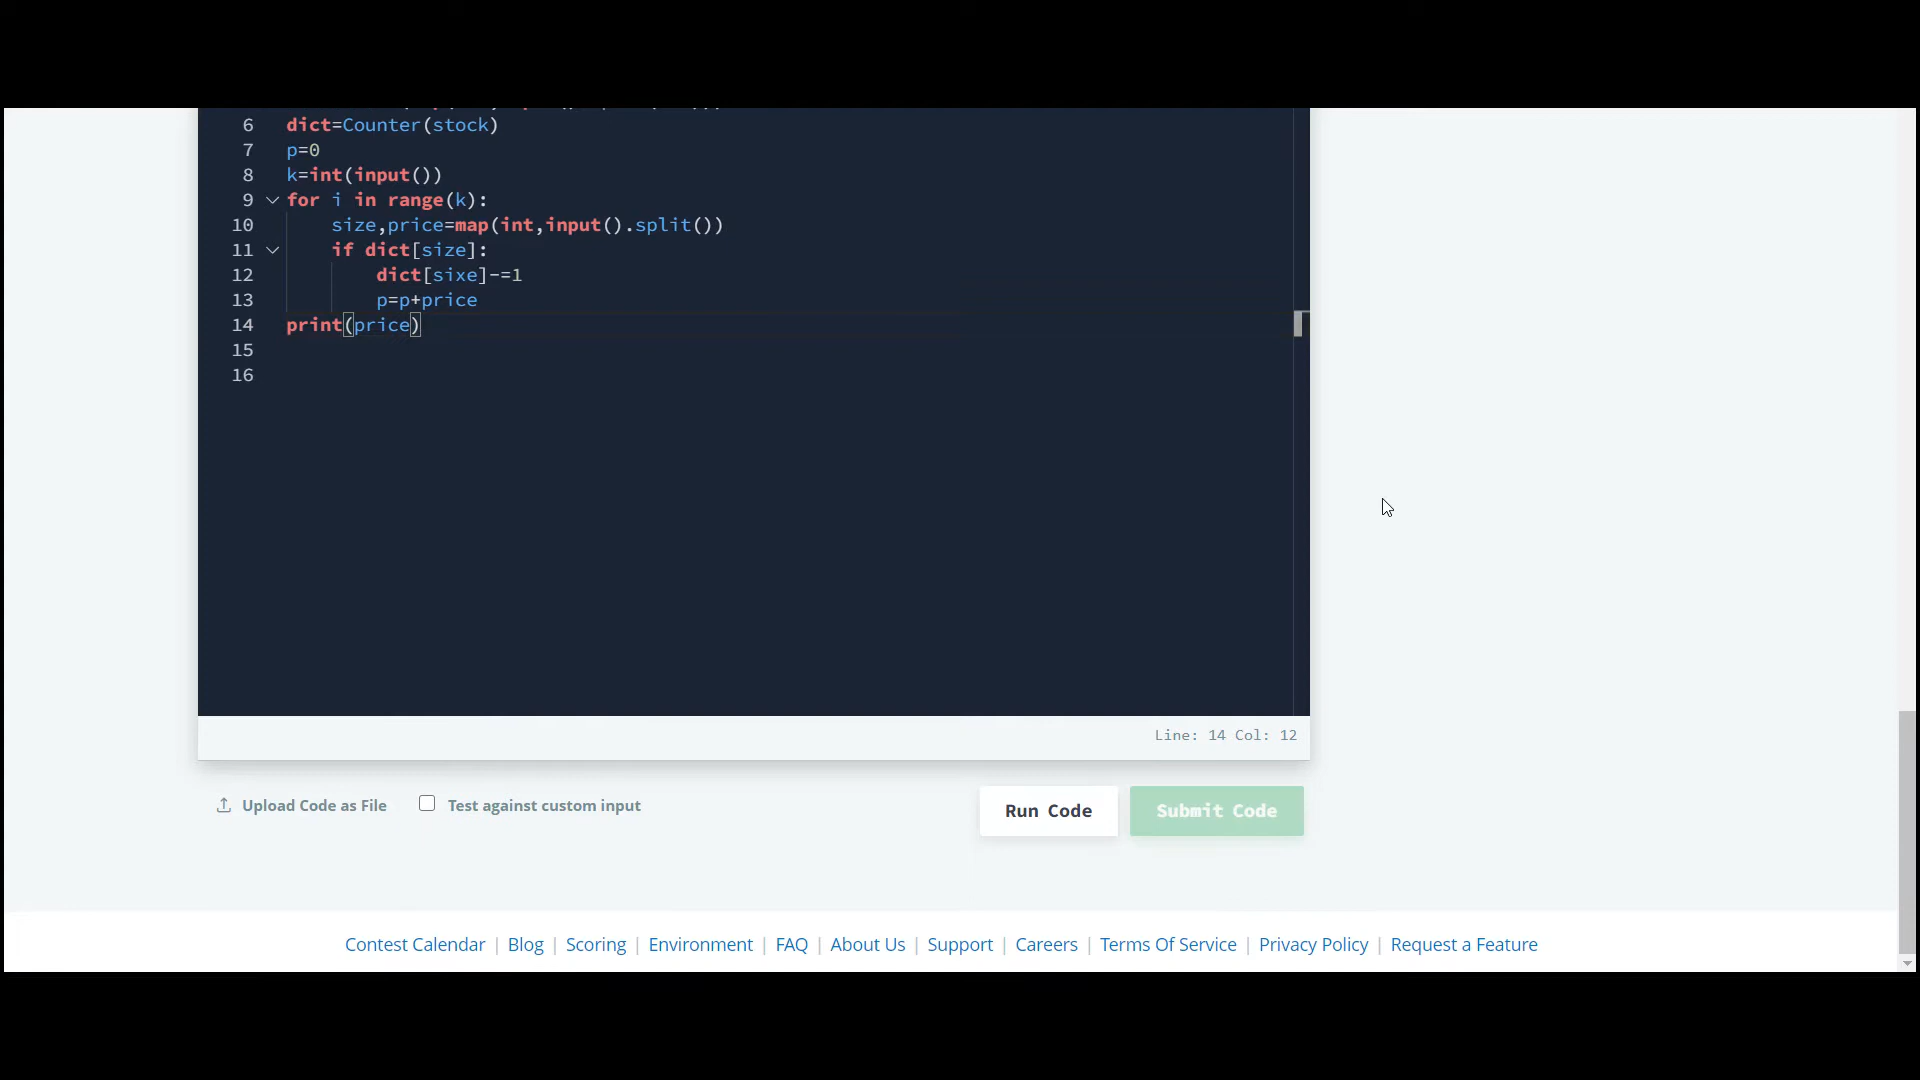 6 dict=Counter(stock)
7 p=0
8 k=int(input())
9 for i in range(k):
10 size,price=map(int,input().split())
11 if dict[size]:
12 dict[sixe]-=1
13 p=p+price
14 print(price)
15
16
Line: 14 Col: 12
Upload Code as File Test against custom input Run Code Submit Code
Contest Calendar | Blog | Scoring | Environment | FAQ | About Us | Support | Careers | Terms Of Service | Privacy Policy | Request a Feature